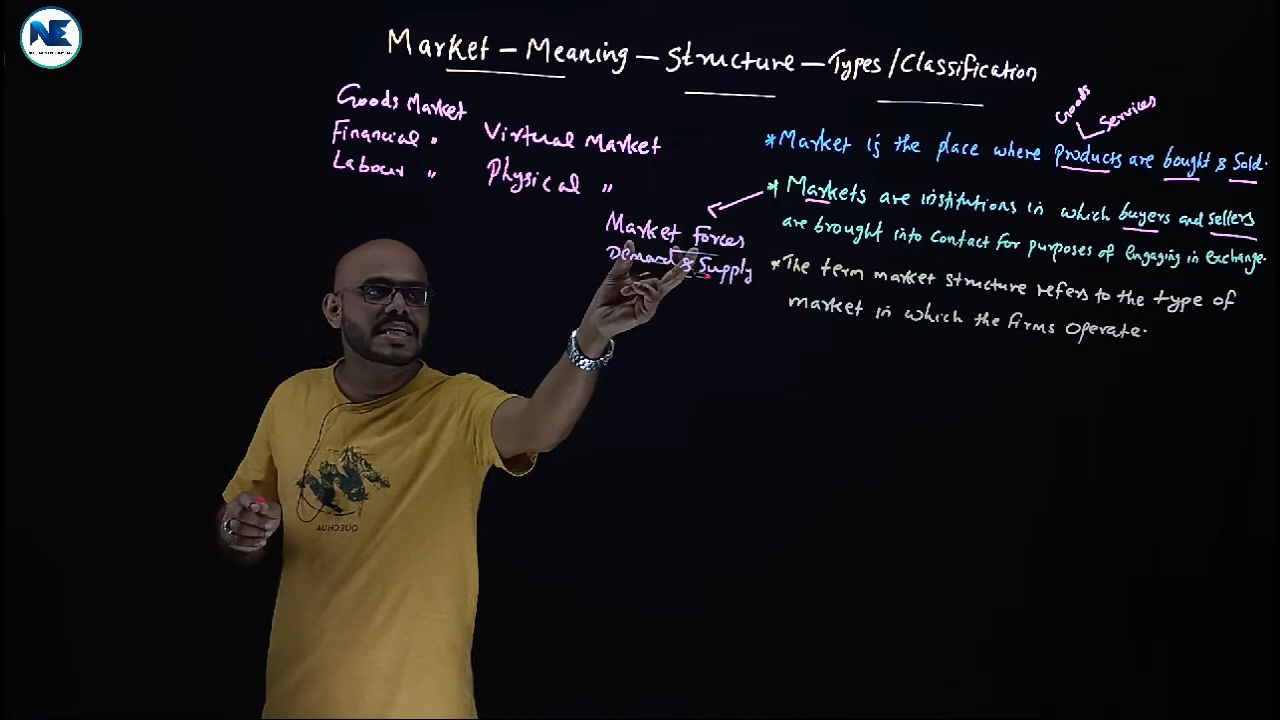 NE
Market – Meaning – Structure – Types / Classification
Goods Market
Financial "
Labour "
Virtual Market
Physical "
Goods
Services
* Market is the place where Products are bought & Sold.
* Markets are institutions in which buyers and sellers
are brought into Contact for purposes of Engaging in exchange.
Market forces
Demand & Supply
* The term market structure refers to the type of
market in which the firms operate.
QUECHUA